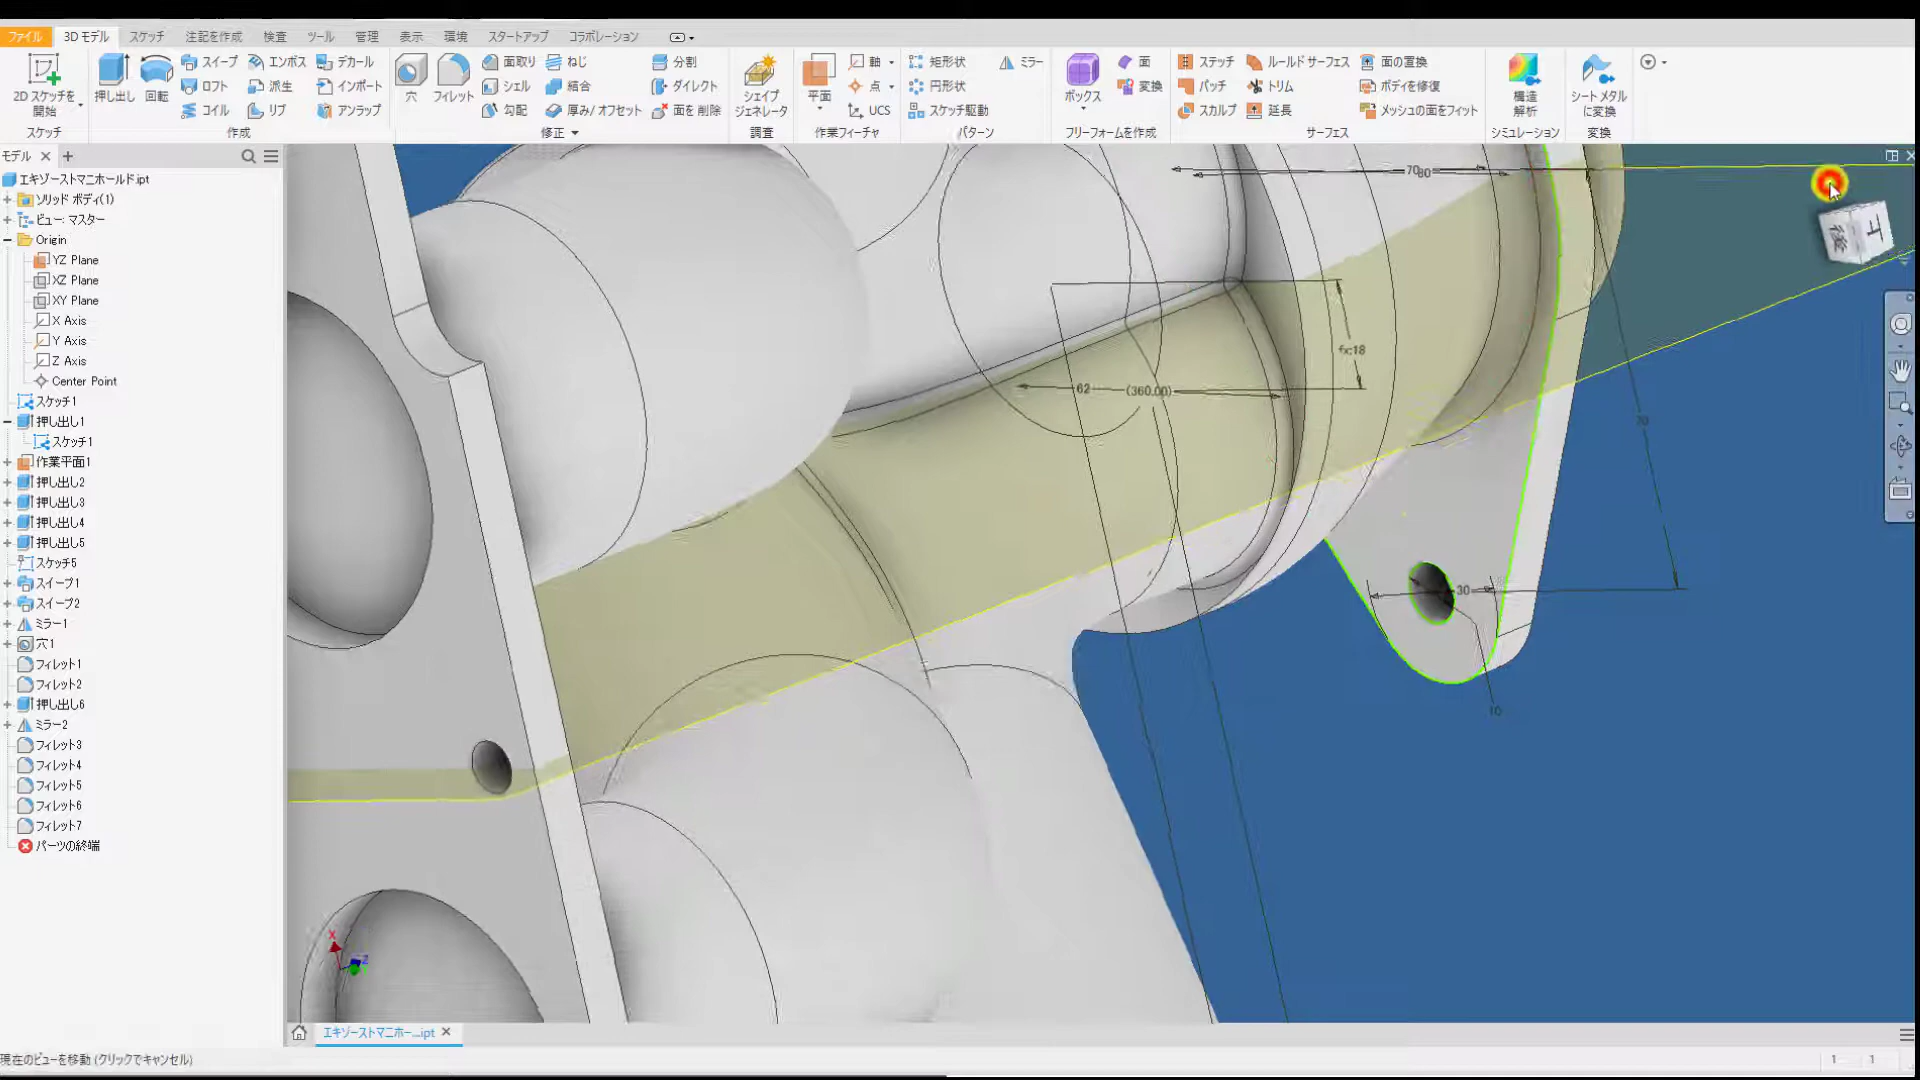 ファイル 3D モデル スケッチ 注記を作成 検査 ツール 管理 表示 環境 スタートアップ コラボレーション
2D スケッチを開始 押し出し 回転 スイープ エンボス デカール
ロフト 派生 インポート
コイル リブ アンラップ
穴 フィレット 面取り ねじ 分割
シェル 結合 ダイレクト
勾配 厚み/ オフセット 面を 削除
シェイプ ジェネレータ 平面 軸 点 UCS
矩形状 ミラー
円形状
スケッチ駆動
ボックス 面 変換
ステッチ ルールド サーフェス 面の置換
パッチ トリム ボディを修復
スカルプ 延長 メッシュの面をフィット
構造解析 シートメタルに変換
スケッチ 作成 修正 調査 作業フィーチャ パターン フリーフォームを作成 サーフェス シミュレーション 変換
モデル
エキゾーストマニホールド.ipt
ソリッド ボディ(1)
ビュー: マスター
Origin
YZ Plane
XZ Plane
XY Plane
X Axis
Y Axis
Z Axis
Center Point
スケッチ1
押し出し1
スケッチ1
作業平面1
押し出し2
押し出し3
押し出し4
押し出し5
スケッチ5
スイープ1
スイープ2
ミラー1
穴1
フィレット1
フィレット2
押し出し6
ミラー2
フィレット3
フィレット4
フィレット5
フィレット6
フィレット7
パーツの終端
70 80
後
fx:18
62 (360.00)
70
30
10
X
Z
エキゾーストマニホー....ipt
現在のビューを移動 (クリックでキャンセル)
1 1